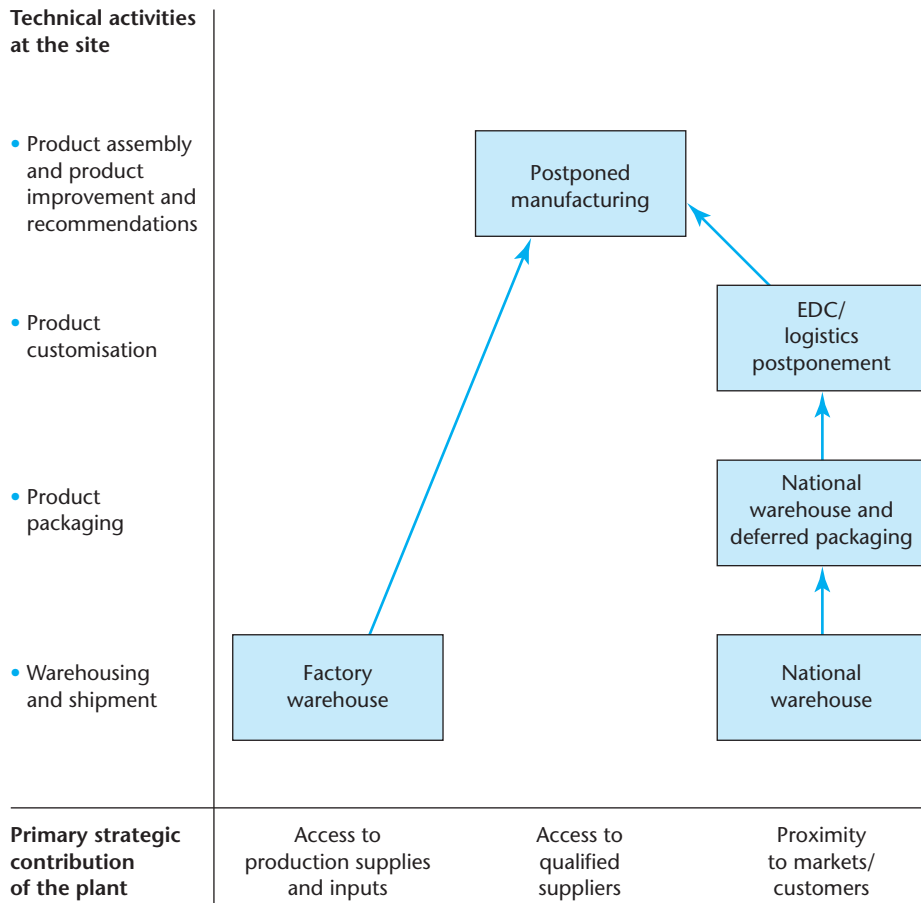 Technical activities
at the site
• Product assembly
and product
improvement and
recommendations
Postponed
manufacturing
• Product
customisation
EDC/
logistics
postponement
• Product
packaging
National
warehouse and
deferred packaging
• Warehousing
and shipment
Factory
warehouse
National
warehouse
Primary strategic
contribution
of the plant
Access to
production supplies
and inputs
Access to
qualified
suppliers
Proximity
to markets/
customers